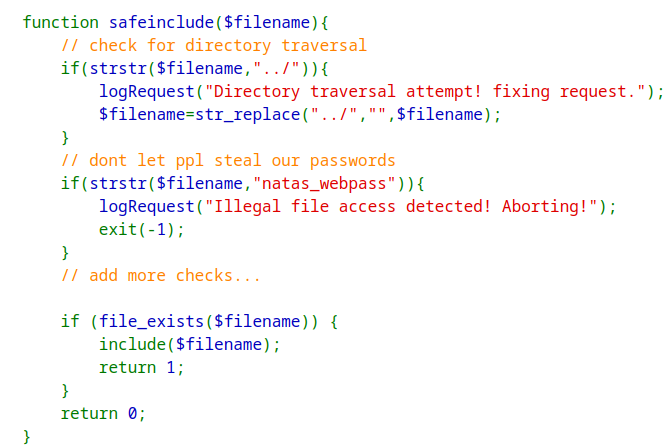 function safeinclude($filename){
    // check for directory traversal
    if(strstr($filename,"../")){
        logRequest("Directory traversal attempt! fixing request.");
        $filename=str_replace("../","",$filename);
    }
    // dont let ppl steal our passwords
    if(strstr($filename,"natas_webpass")){
        logRequest("Illegal file access detected! Aborting!");
        exit(-1);
    }
    // add more checks...

    if (file_exists($filename)) {
        include($filename);
        return 1;
    }
    return 0;
}